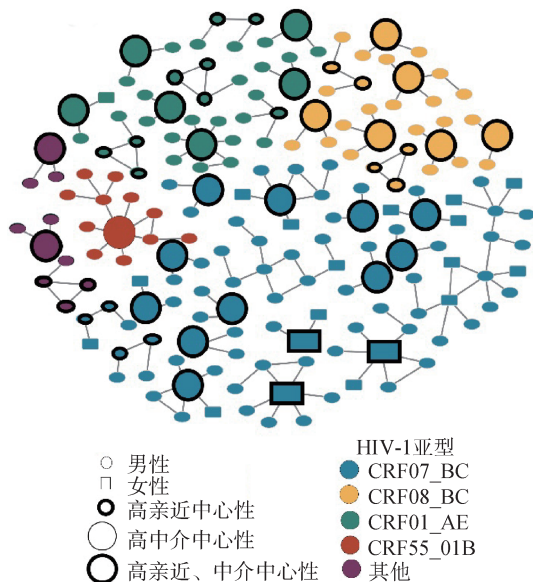 男性
女性
高亲近中心性
高中介中心性
高亲近、中介中心性
HIV-1亚型
CRF07_BC
CRF08_BC
CRF01_AE
CRF55_01B
其他